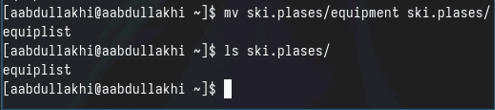 [aabdullakhi@aabdullakhi ~]$ mv ski.plases/equipment ski.plases/
equiplist
[aabdullakhi@aabdullakhi ~]$ ls ski.plases/
equiplist
[aabdullakhi@aabdullakhi ~]$